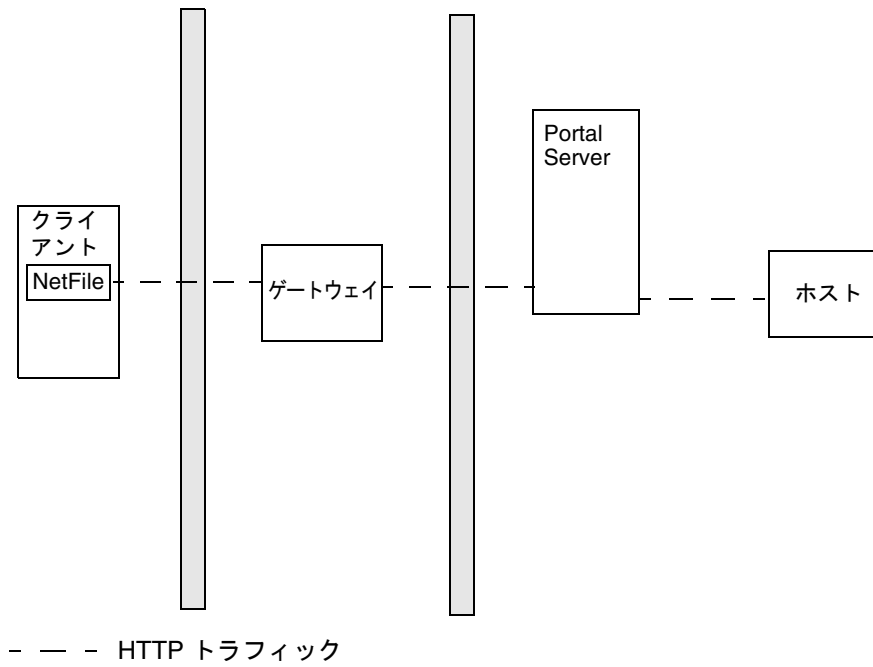 クライ
アント
NetFile
ゲートウェイ
Portal
Server
ホスト
HTTP トラフィック